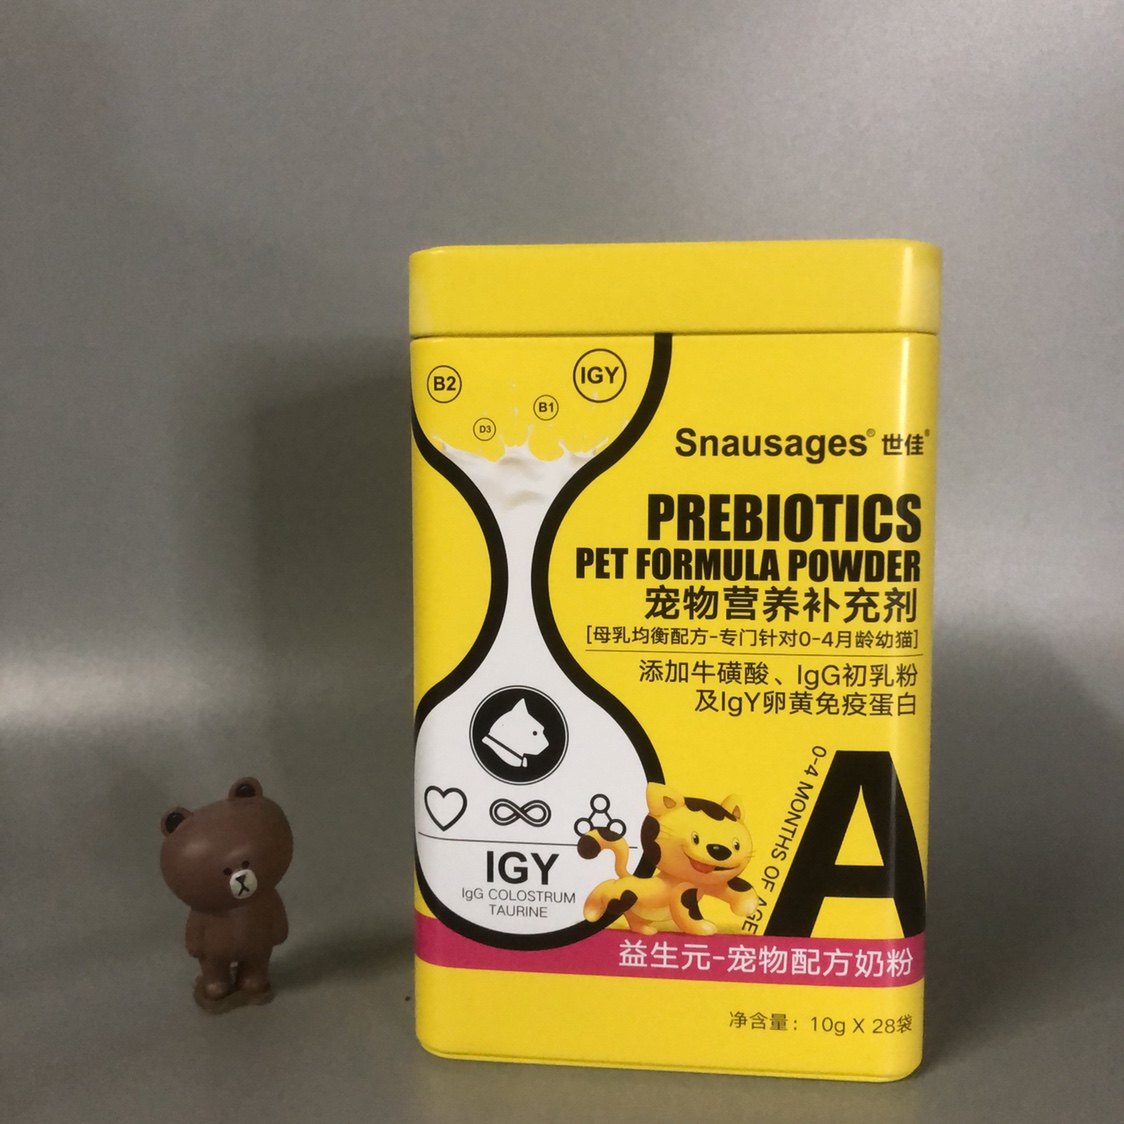 B2
IGY
B1
D3
Snausages® 世佳®
PREBIOTICS
PET FORMULA POWDER
宠物营养补充剂
[母乳均衡配方-专门针对0-4月龄幼猫]
添加牛磺酸、IgG初乳粉
及IgY卵黄免疫蛋白
0-4 MONTHS OF AGE
A
IGY
IgG COLOSTRUM
TAURINE
益生元-宠物配方奶粉
净含量：10g X 28袋